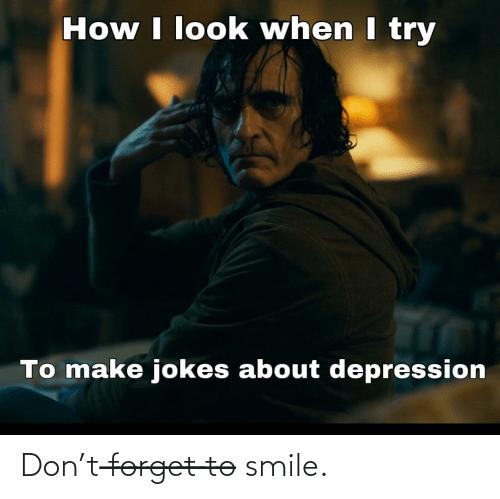 How I look when I try
To make jokes about depression
Don’t forget to smile.